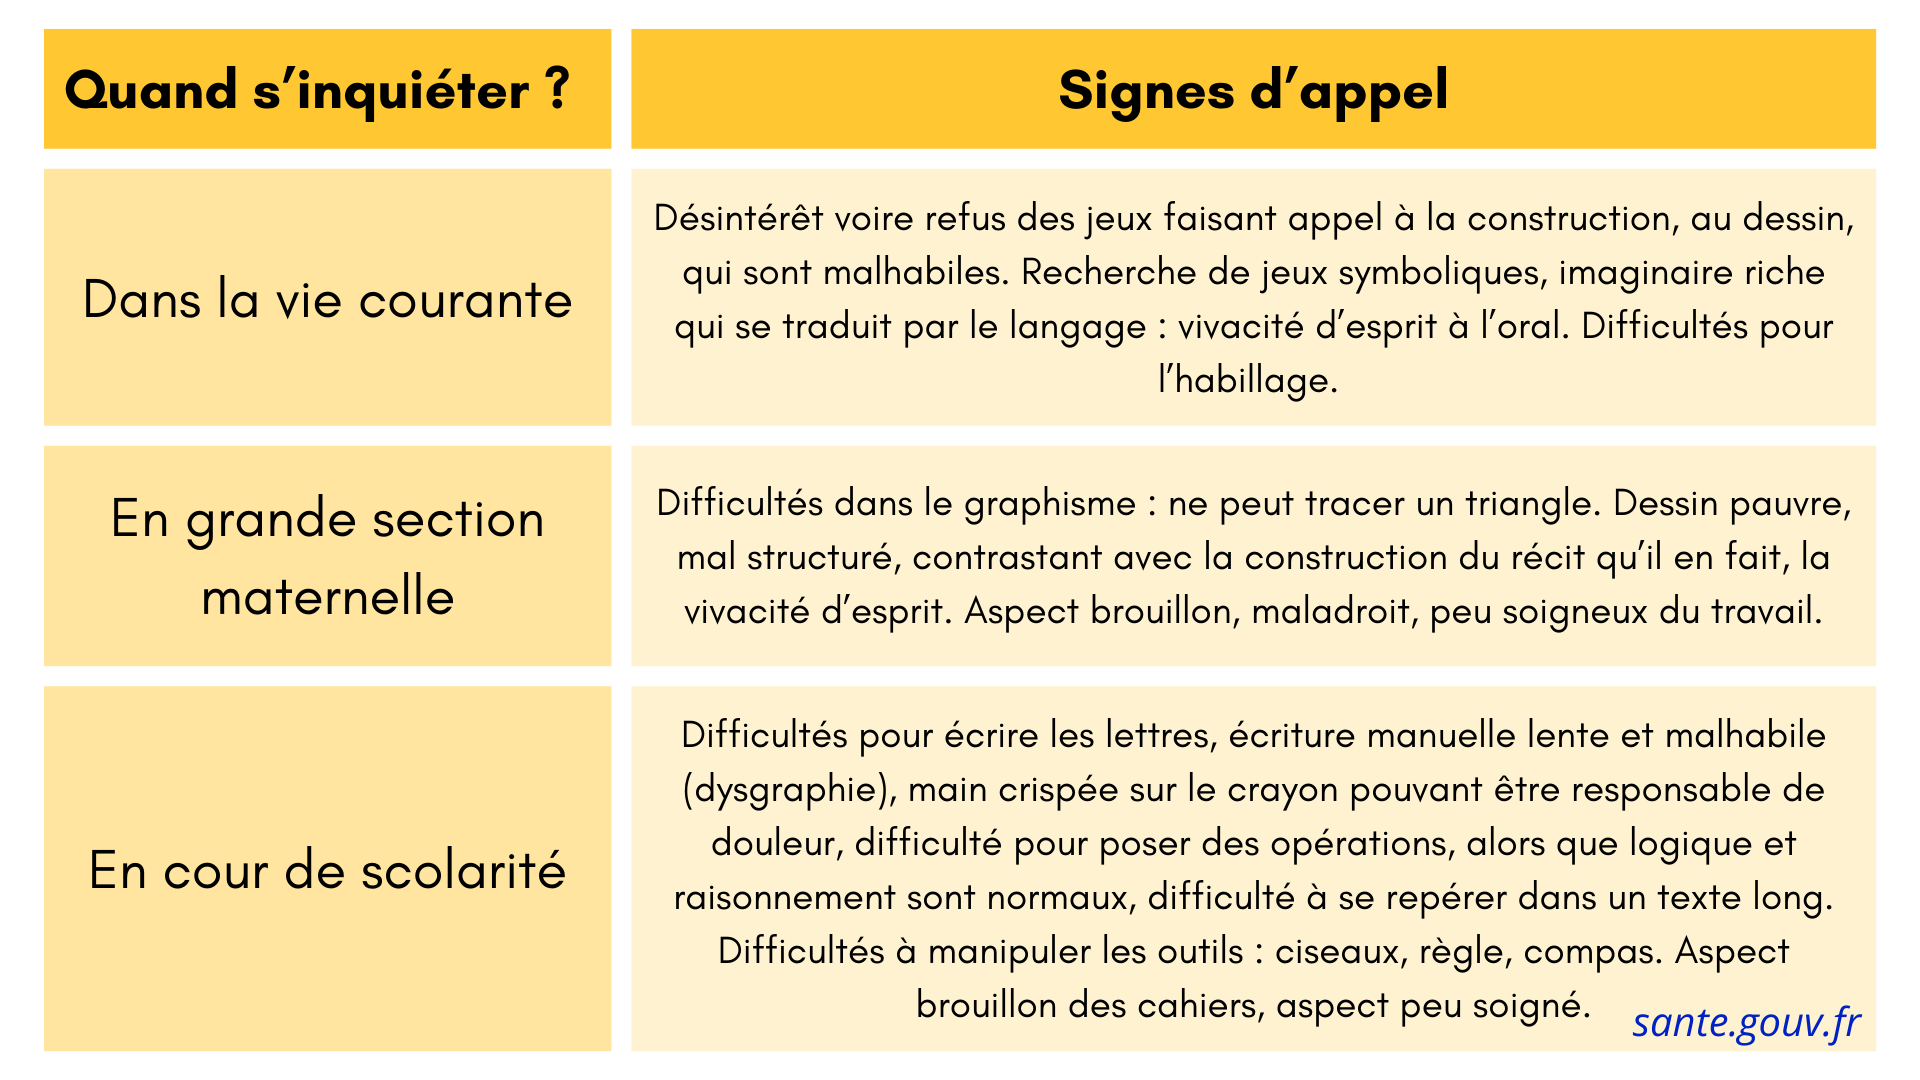 Quand s’inquiéter ?
Signes d’appel
Dans la vie courante
Désintérêt voire refus des jeux faisant appel à la construction, au dessin,
qui sont malhabiles. Recherche de jeux symboliques, imaginaire riche
qui se traduit par le langage : vivacité d’esprit à l’oral. Difficultés pour
l’habillage.
En grande section
maternelle
Difficultés dans le graphisme : ne peut tracer un triangle. Dessin pauvre,
mal structuré, contrastant avec la construction du récit qu’il en fait, la
vivacité d’esprit. Aspect brouillon, maladroit, peu soigneux du travail.
En cour de scolarité
Difficultés pour écrire les lettres, écriture manuelle lente et malhabile
(dysgraphie), main crispée sur le crayon pouvant être responsable de
douleur, difficulté pour poser des opérations, alors que logique et
raisonnement sont normaux, difficulté à se repérer dans un texte long.
Difficultés à manipuler les outils : ciseaux, règle, compas. Aspect
brouillon des cahiers, aspect peu soigné.
sante.gouv.fr